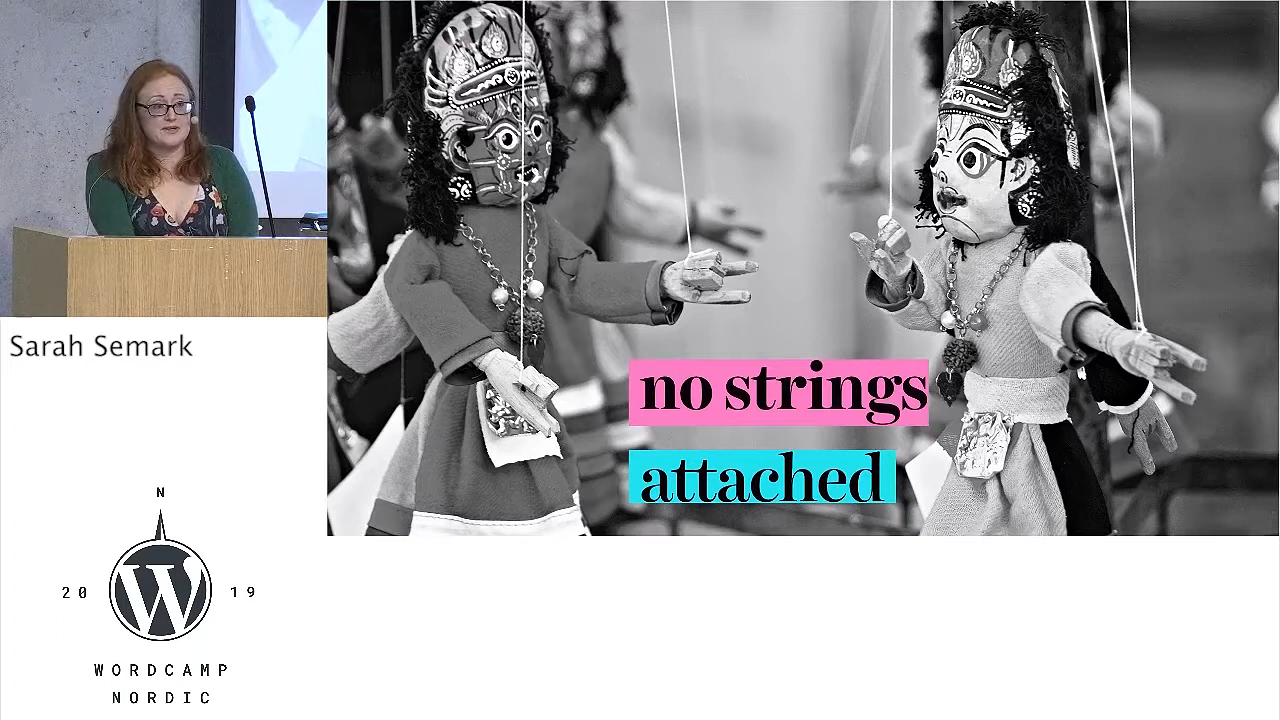 no strings
attached
Sarah Semark
N
20 19
WORDCAMP
NORDIC